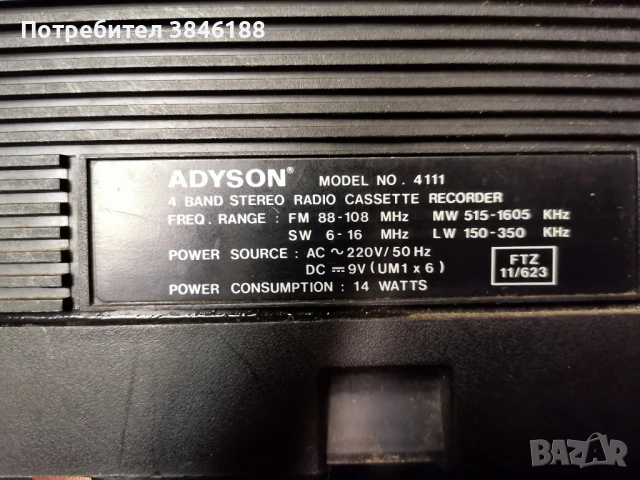 Потребител 3846188
ADYSON® MODEL NO. 4111
4 BAND STEREO RADIO CASSETTE RECORDER
FREQ. RANGE : FM 88-108 MHz MW 515-1605 KHz
SW 6-16 MHz LW 150-350 KHz
POWER SOURCE : AC ~ 220V/50 Hz
DC ⎓ 9V (UM1 x 6)
POWER CONSUMPTION : 14 WATTS
FTZ
11/623
BAZAR